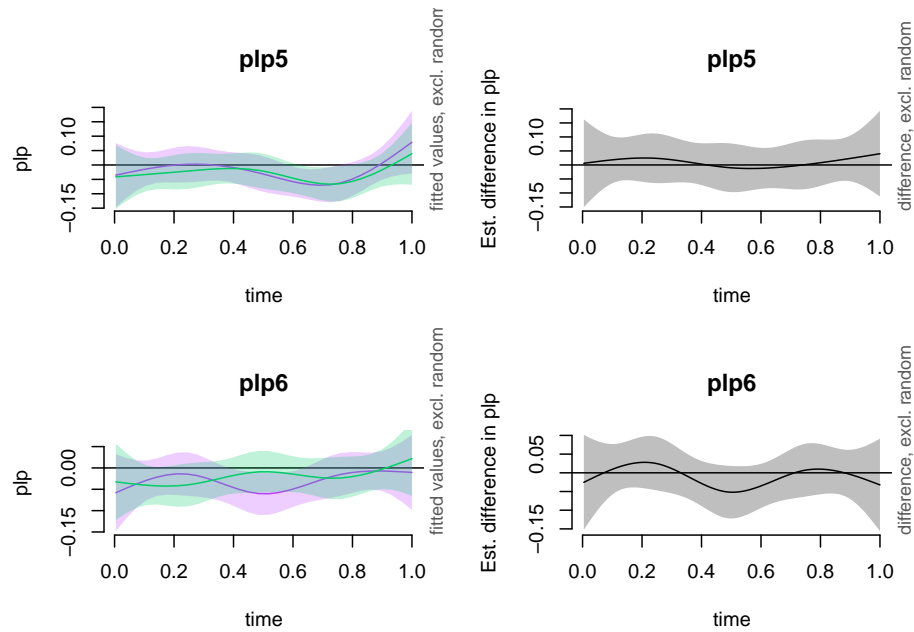 plp5
plp
0.10
−0.15
0.0 0.2 0.4 0.6 0.8 1.0
time
fitted values, excl. random
plp5
Est. difference in plp
0.10
−0.15
0.0 0.2 0.4 0.6 0.8 1.0
time
difference, excl. random
plp6
plp
0.00
−0.15
0.0 0.2 0.4 0.6 0.8 1.0
time
fitted values, excl. random
plp6
Est. difference in plp
0.05
−0.15
0.0 0.2 0.4 0.6 0.8 1.0
time
difference, excl. random